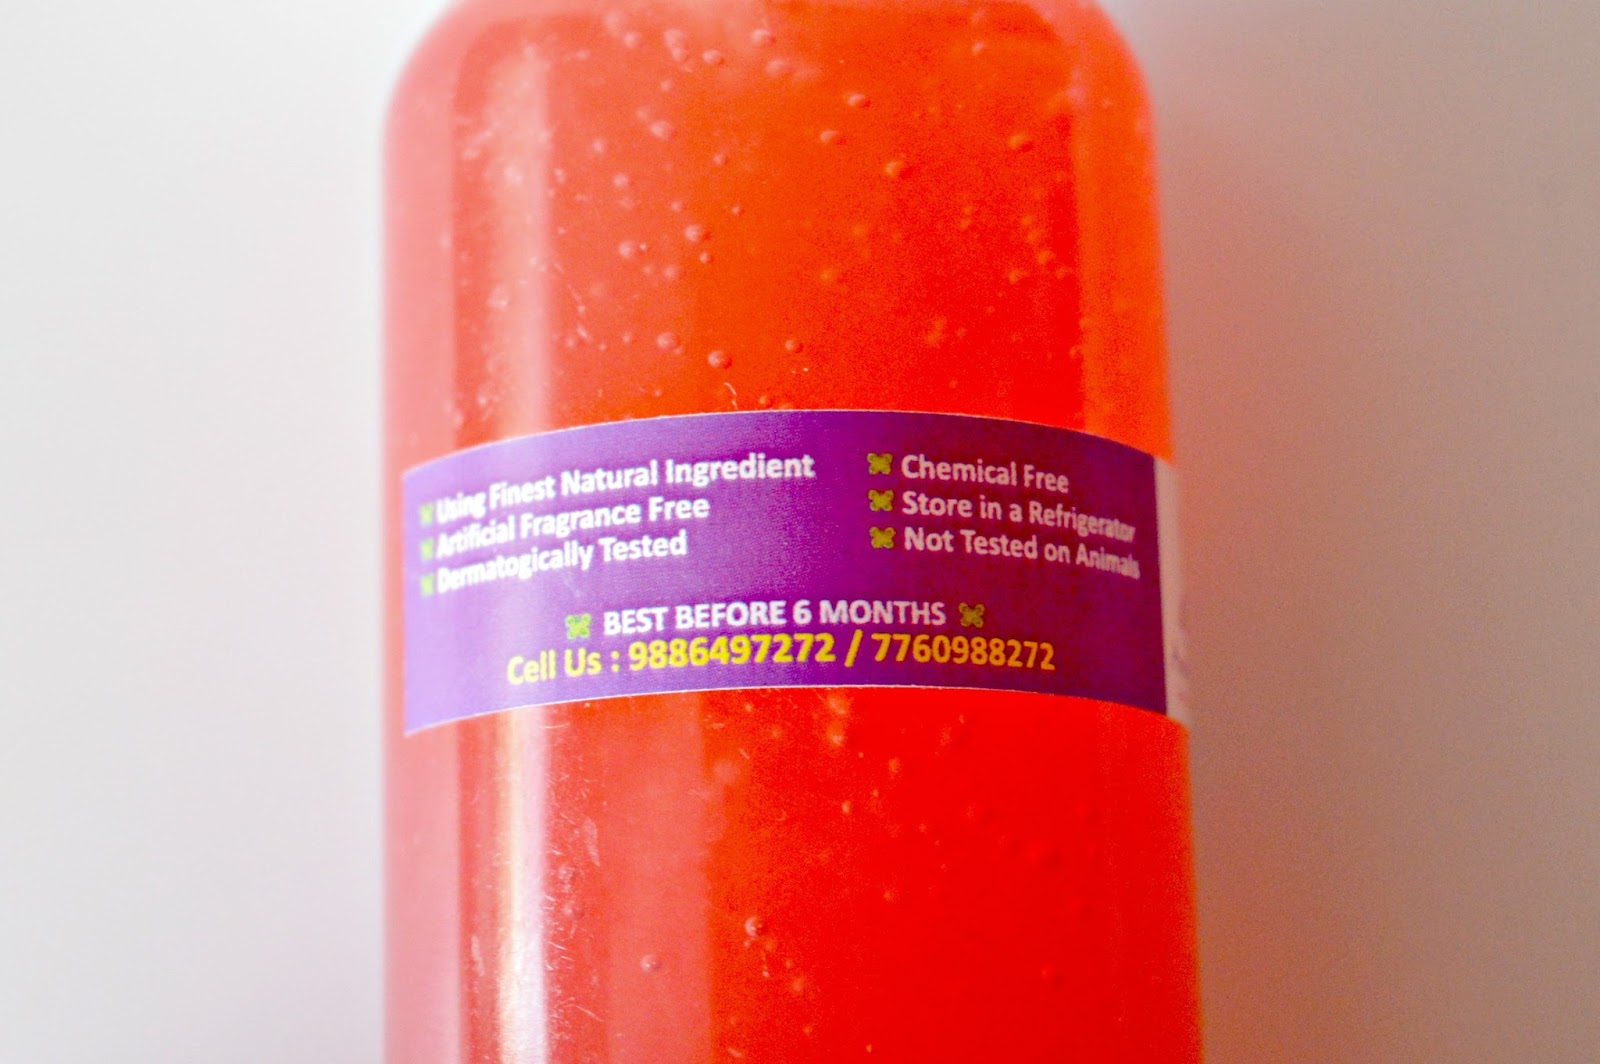 Using Finest Natural Ingredient
Artificial Fragrance Free
Dermatogically Tested
Chemical Free
Store in a Refrigerator
Not Tested on Animals
BEST BEFORE 6 MONTHS
Cell Us : 9886497272 / 7760988272